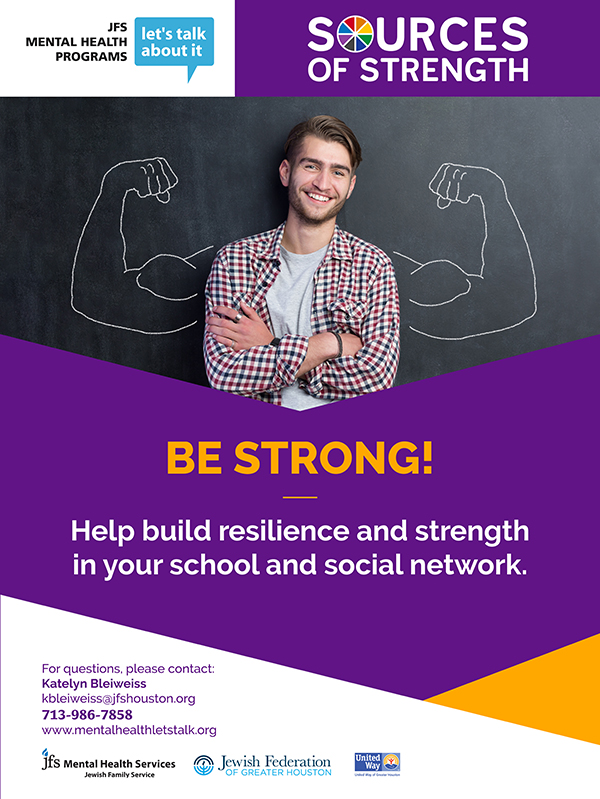 JFS
MENTAL HEALTH
PROGRAMS
let's talk
about it
SOURCES
OF STRENGTH
BE STRONG!
Help build resilience and strength
in your school and social network.
For questions, please contact:
Katelyn Bleiweiss
kbleiweiss@jfshouston.org
713-986-7858
www.mentalhealthletstalk.org
jfs Mental Health Services
Jewish Family Service
Jewish Federation
OF GREATER HOUSTON
United
Way
United Way of Greater Houston